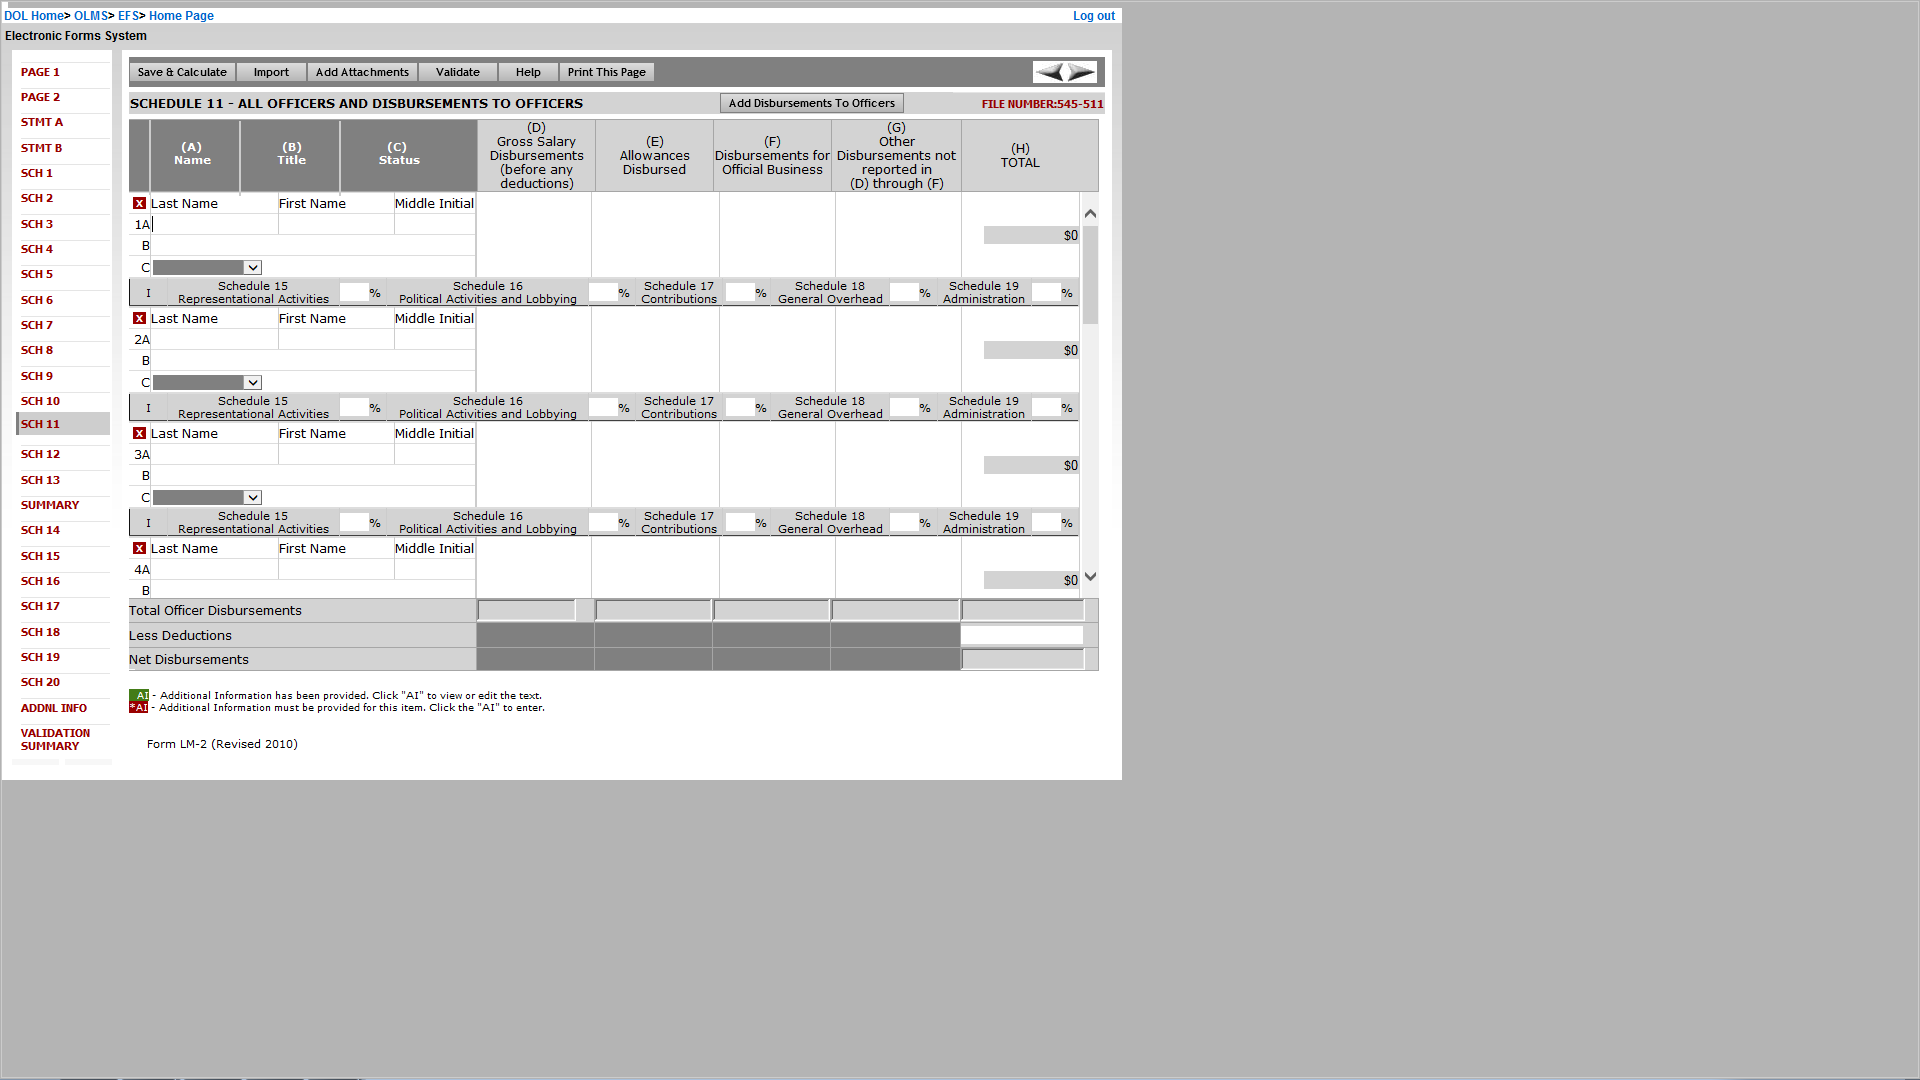 DOL Home> OLMS> EFS> Home Page
Log out
Electronic Forms System
PAGE 1
PAGE 2
STMT A
STMT B
SCH 1
SCH 2
SCH 3
SCH 4
SCH 5
SCH 6
SCH 7
SCH 8
SCH 9
SCH 10
SCH 11
SCH 12
SCH 13
SUMMARY
SCH 14
SCH 15
SCH 16
SCH 17
SCH 18
SCH 19
SCH 20
ADDNL INFO
VALIDATION
SUMMARY
Save & Calculate Import Add Attachments Validate Help Print This Page
SCHEDULE 11 - ALL OFFICERS AND DISBURSEMENTS TO OFFICERS
Add Disbursements To Officers
FILE NUMBER:545-511
(A)
Name
(B)
Title
(C)
Status
(D)
Gross Salary
Disbursements
(before any
deductions)
(E)
Allowances
Disbursed
(F)
Disbursements for
Official Business
(G)
Other
Disbursements not
reported in
(D) through (F)
(H)
TOTAL
X Last Name First Name Middle Initial
1A
$0
B
C
I
Schedule 15
Representational Activities
%
Schedule 16
Political Activities and Lobbying
%
Schedule 17
Contributions
%
Schedule 18
General Overhead
%
Schedule 19
Administration
%
X Last Name First Name Middle Initial
2A
$0
B
C
I
Schedule 15
Representational Activities
%
Schedule 16
Political Activities and Lobbying
%
Schedule 17
Contributions
%
Schedule 18
General Overhead
%
Schedule 19
Administration
%
X Last Name First Name Middle Initial
3A
$0
B
C
I
Schedule 15
Representational Activities
%
Schedule 16
Political Activities and Lobbying
%
Schedule 17
Contributions
%
Schedule 18
General Overhead
%
Schedule 19
Administration
%
X Last Name First Name Middle Initial
4A
$0
B
Total Officer Disbursements
Less Deductions
Net Disbursements
AI - Additional Information has been provided. Click "AI" to view or edit the text.
*AI - Additional Information must be provided for this item. Click the "AI" to enter.
Form LM-2 (Revised 2010)